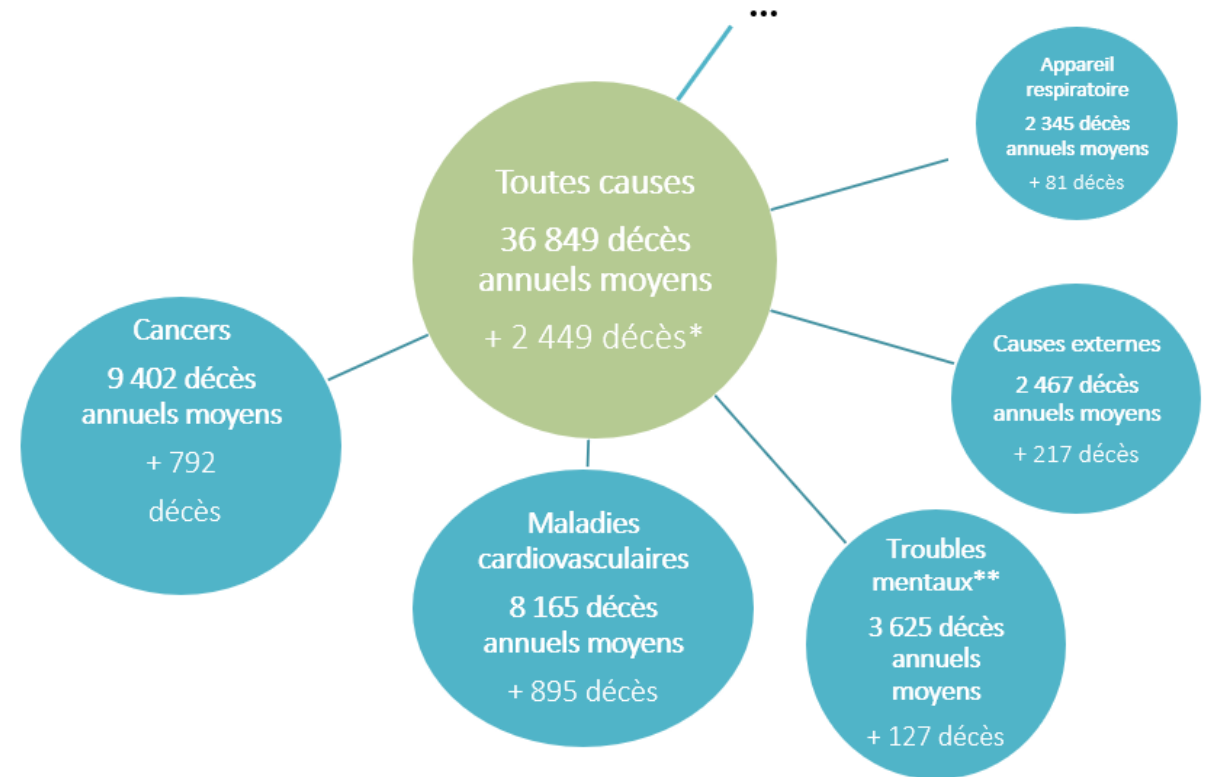 ...
Appareil
respiratoire
2 345 décès
annuels moyens
+ 81 décès
Toutes causes
36 849 décès
annuels moyens
+ 2 449 décès*
Causes externes
2 467 décès
annuels moyens
+ 217 décès
Cancers
9 402 décès
annuels moyens
+ 792
décès
Maladies
cardiovasculaires
8 165 décès
annuels moyens
+ 895 décès
Troubles
mentaux**
3 625 décès
annuels
moyens
+ 127 décès